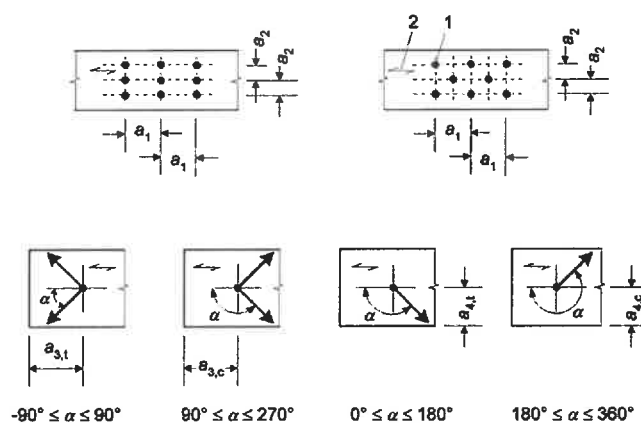 2 1
a₂ a₂
a₂ a₂
a₁ a₁
a₁ a₁
α α α α
a₄,t a₄,c
a₃,t a₃,c
-90° ≤ α ≤ 90° 90° ≤ α ≤ 270° 0° ≤ α ≤ 180° 180° ≤ α ≤ 360°